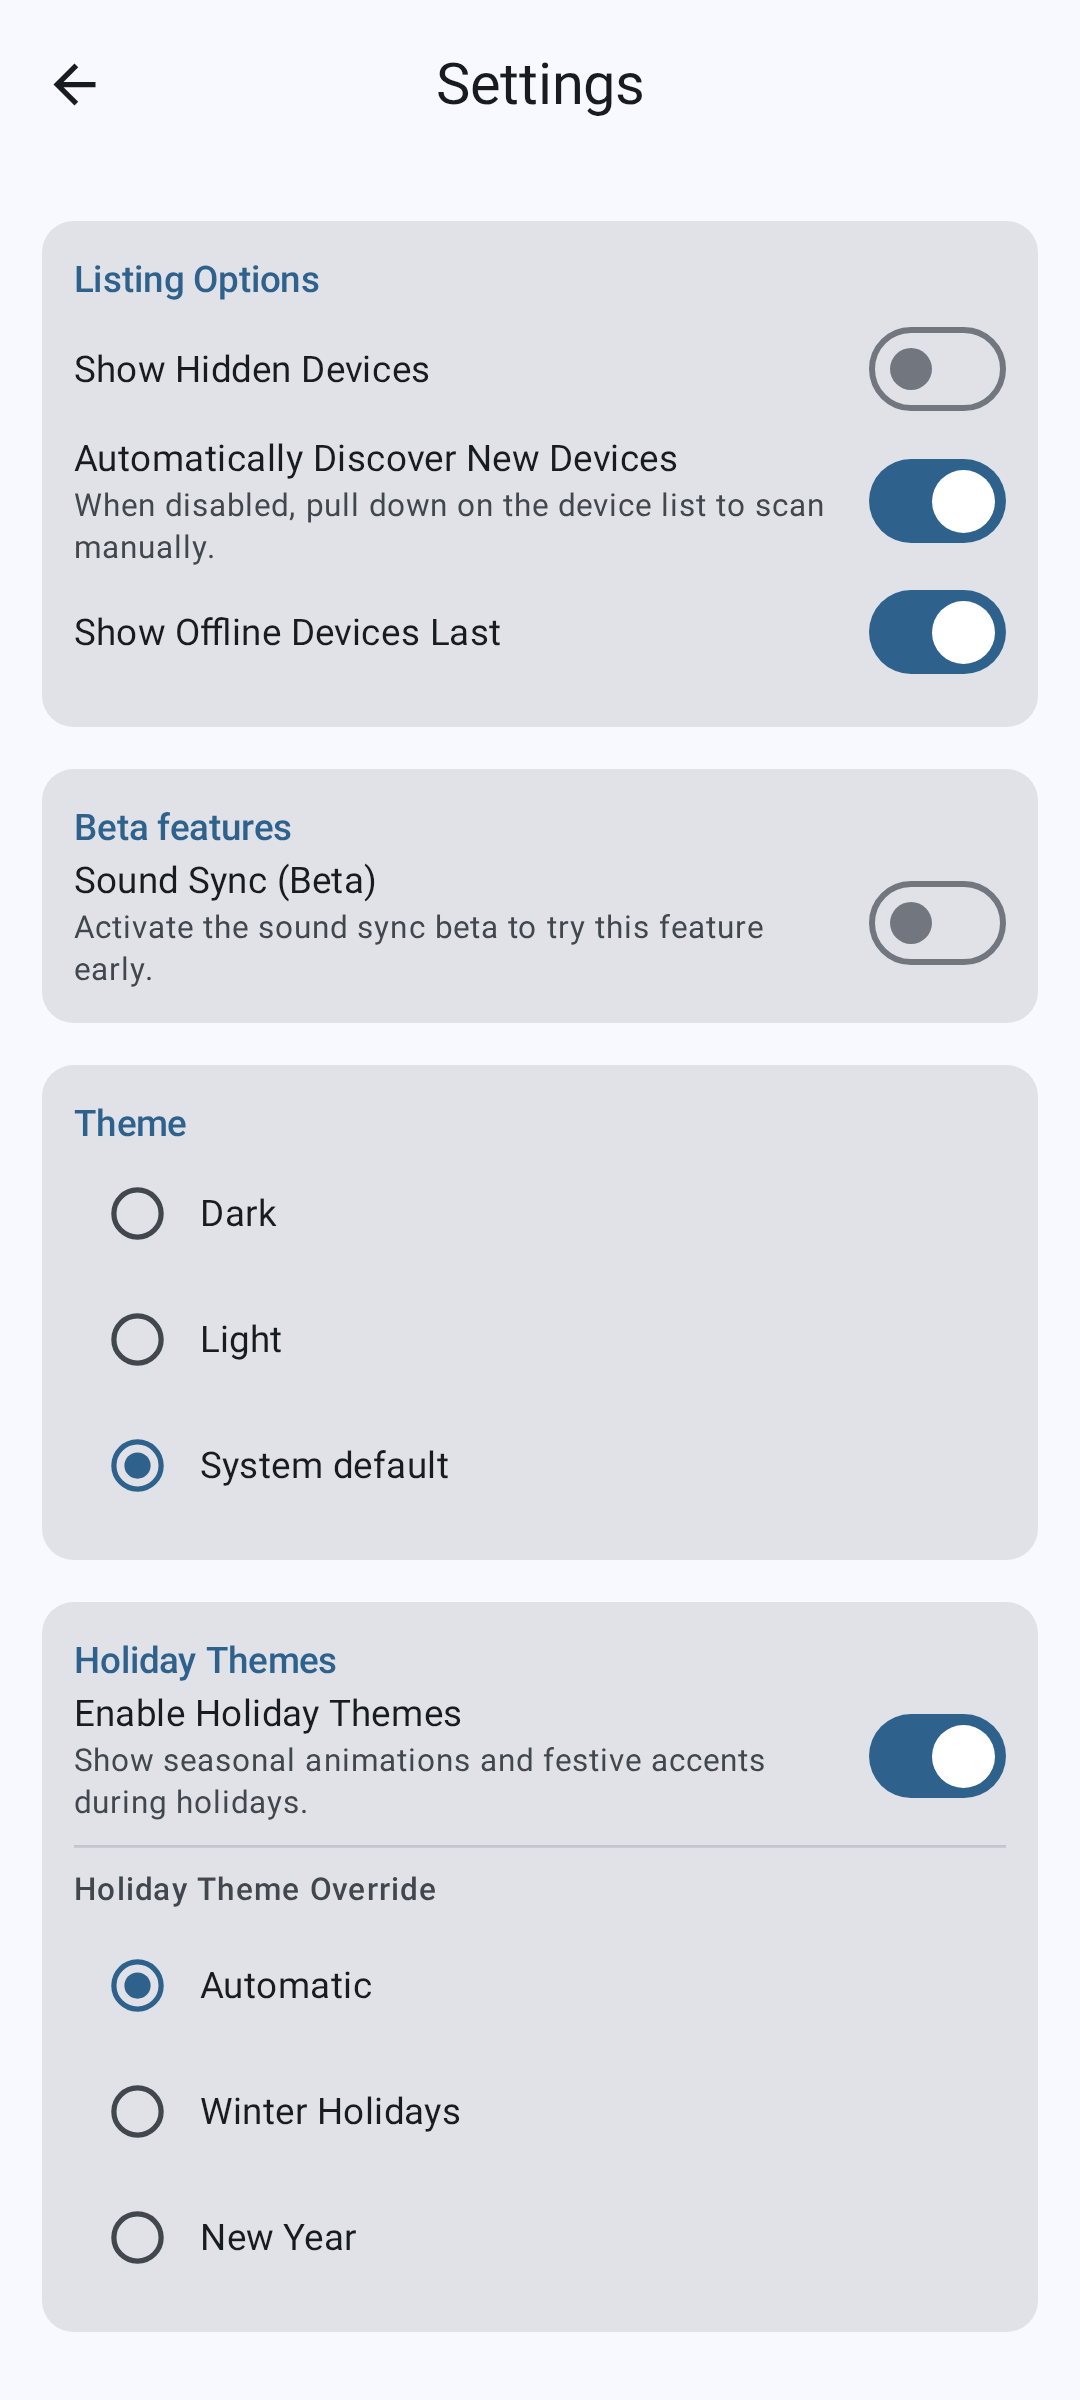 Settings
Listing Options
Show Hidden Devices
Automatically Discover New Devices
When disabled, pull down on the device list to scan
manually.
Show Offline Devices Last
Beta features
Sound Sync (Beta)
Activate the sound sync beta to try this feature
early.
Theme
Dark
Light
System default
Holiday Themes
Enable Holiday Themes
Show seasonal animations and festive accents
during holidays.
Holiday Theme Override
Automatic
Winter Holidays
New Year